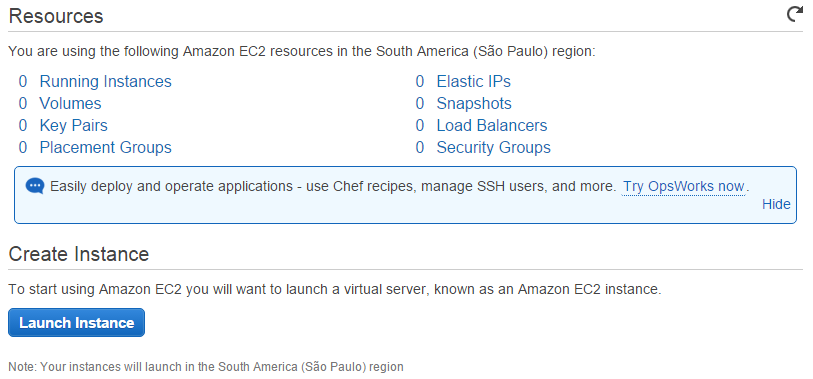 Resources
You are using the following Amazon EC2 resources in the South America (São Paulo) region:
0 Running Instances
0 Elastic IPs
0 Volumes
0 Snapshots
0 Key Pairs
0 Load Balancers
0 Placement Groups
0 Security Groups
Easily deploy and operate applications - use Chef recipes, manage SSH users, and more. Try OpsWorks now.
Hide
Create Instance
To start using Amazon EC2 you will want to launch a virtual server, known as an Amazon EC2 instance.
Launch Instance
Note: Your instances will launch in the South America (São Paulo) region